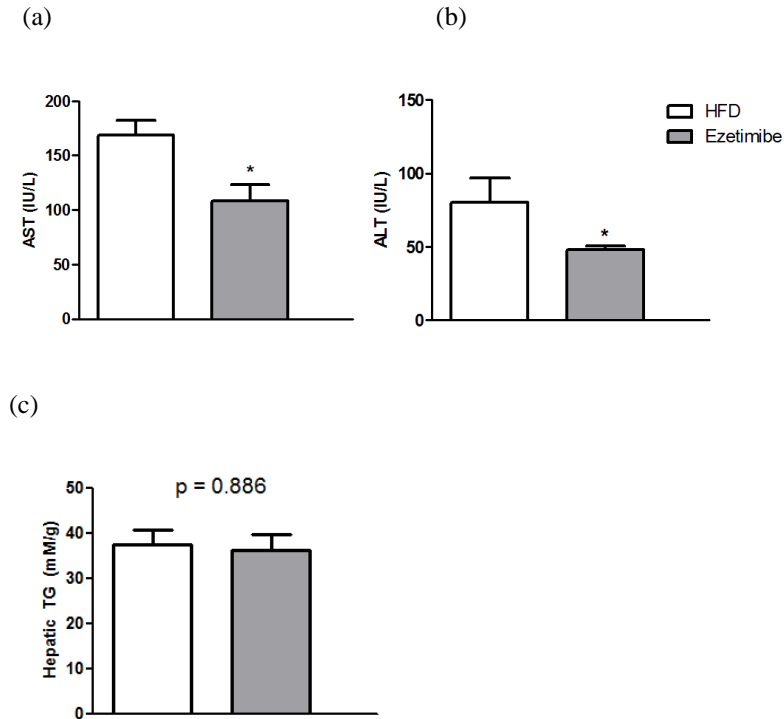 (a)
(b)
200
150
100
50
0
AST (IU/L)
*
150
100
50
0
ALT (IU/L)
*
HFD
Ezetimibe
(c)
p = 0.886
50
40
30
20
10
0
Hepatic TG (mM/g)